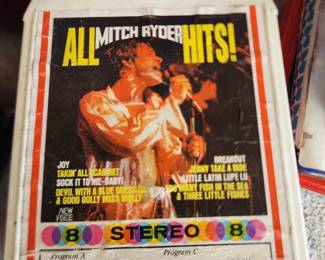 ALL MITCH RYDER HITS!
JOY
TAKIN' ALL I CAN GET
SOCK IT TO ME-BABY!
DEVIL WITH A BLUE DRESS ON
& GOOD GOLLY MISS MOLLY
BREAKOUT
JENNY TAKE A RIDE
LITTLE LATIN LUPE LU
TOO MANY FISH IN THE SEA
& THREE LITTLE FISHES
NEW
VOICE
8 STEREO 8
Program A
Program C